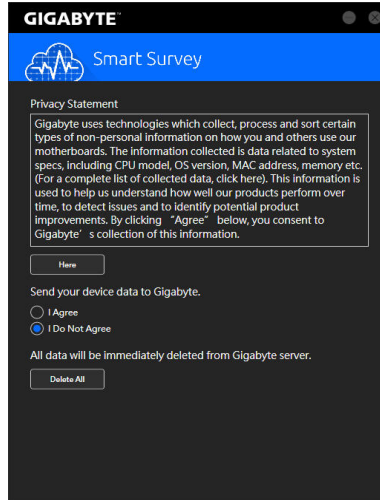 GIGABYTE™
Smart Survey
Privacy Statement
Gigabyte uses technologies which collect, process and sort certain
types of non-personal information on how you and others use our
motherboards. The information collected is data related to system
specs, including CPU model, OS version, MAC address, memory etc.
(For a complete list of collected data, click here). This information is
used to help us understand how well our products perform over
time, to detect issues and to identify potential product
improvements. By clicking “Agree” below, you consent to
Gigabyte’ s collection of this information.
Here
Send your device data to Gigabyte.
I Agree
I Do Not Agree
All data will be immediately deleted from Gigabyte server.
Delete All